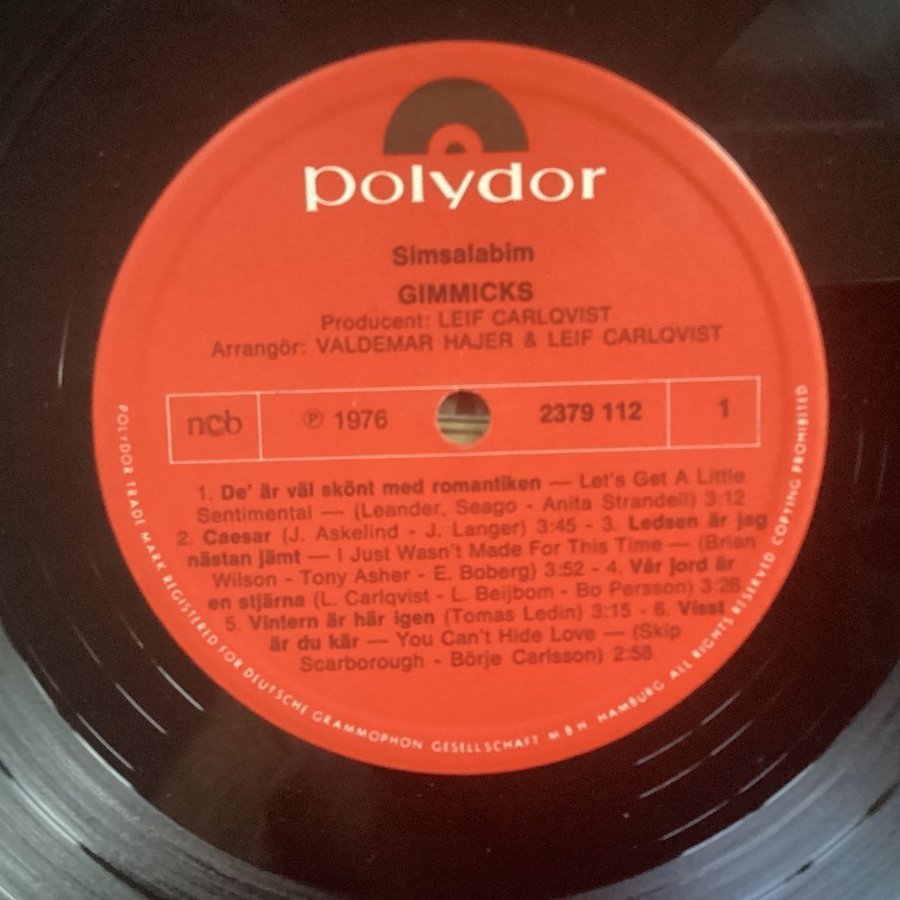 polydor
Simsalabim
GIMMICKS
Producent: LEIF CARLQVIST
Arrangör: VALDEMAR HAJER & LEIF CARLQVIST
ncb ℗ 1976 2379 112 1
1. De' är väl skönt med romantiken — Let's Get A Little
Sentimental — (Leander, Seago - Anita Strandell) 3:12
2. Caesar (J. Askelind - J. Langer) 3:45 - 3. Ledsen är jag
nästan jämt — I Just Wasn't Made For This Time — (Brian
Wilson - Tony Asher - E. Boberg) 3:52 - 4. Vår jord är
en stjärna (L. Carlqvist - L. Beijbom - Bo Persson) 3:28
5. Vintern är här igen (Tomas Ledin) 3:15 - 6. Visst
är du kär — You Can't Hide Love — (Skip
Scarborough - Börje Carlsson) 2:58
POLYDOR TRADE MARK REGISTERED FOR DEUTSCHE GRAMMOPHON GESELLSCHAFT M B H HAMBURG ALL RIGHTS RESERVED COPYING PROHIBITED